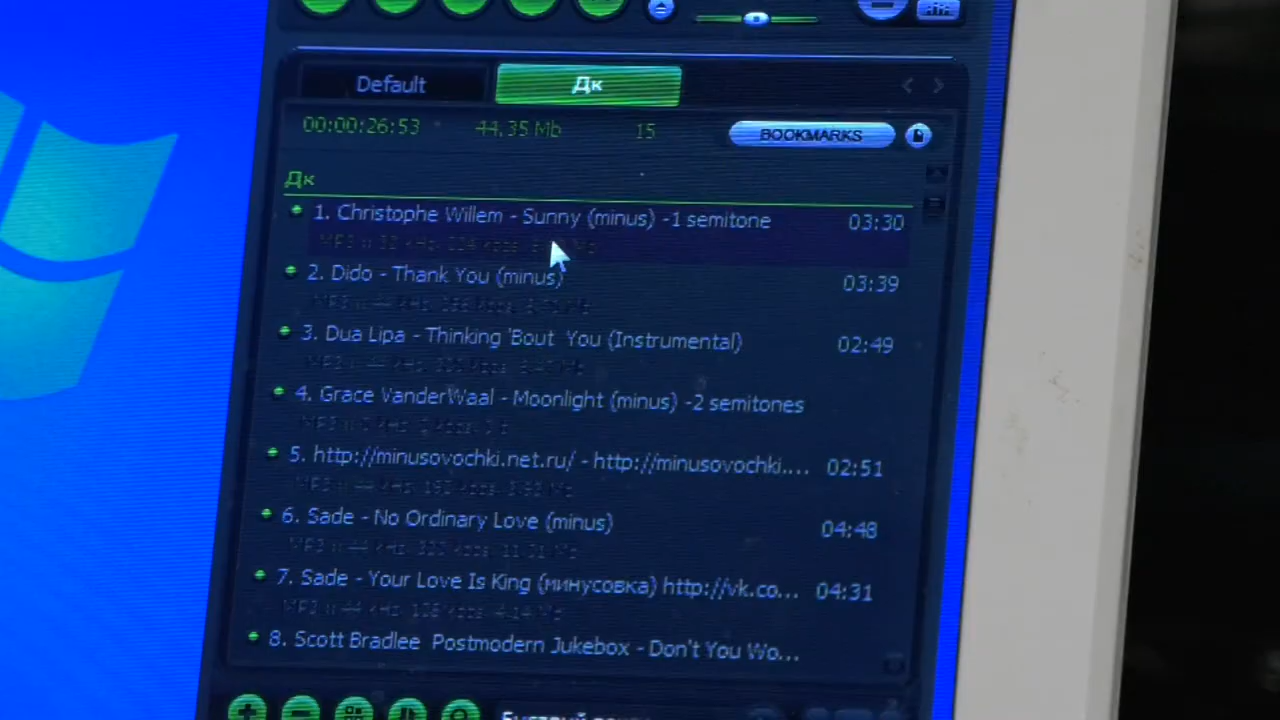 Default Дк
00:00:26:53 44.35 Mb 15 BOOKMARKS
Дк
1. Christophe Willem - Sunny (minus) -1 semitone 03:30
2. Dido - Thank You (minus) 03:39
3. Dua Lipa - Thinking 'Bout You (Instrumental) 02:49
4. Grace VanderWaal - Moonlight (minus) -2 semitones
5. http://minusovochki.net.ru/ - http://minusovochki.... 02:51
6. Sade - No Ordinary Love (minus) 04:48
7. Sade - Your Love Is King (минусовка) http://vk.co... 04:31
8. Scott Bradlee Postmodern Jukebox - Don't You Wo...